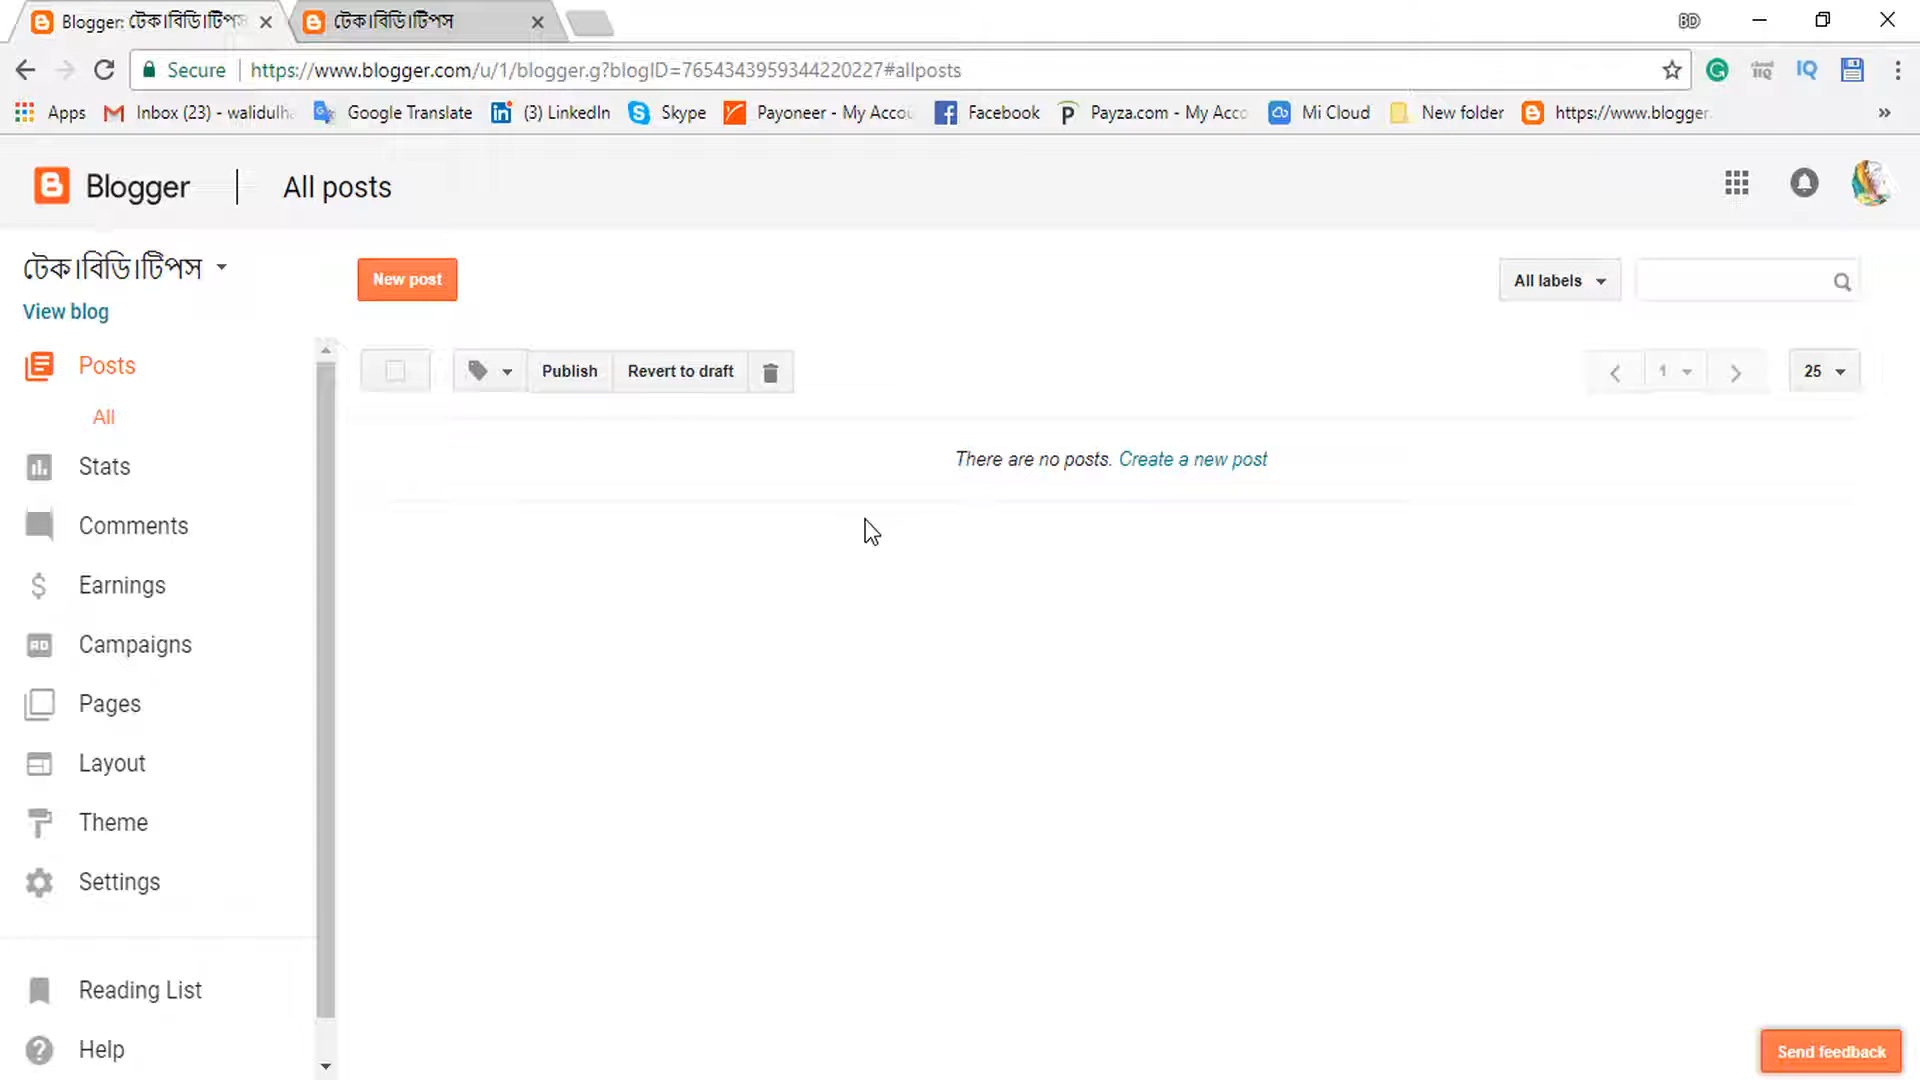 Blogger: টেক।বিডি।টিপস
টেক।বিডি।টিপস
BD
Secure
https://www.blogger.com/u/1/blogger.g?blogID=7654343959344220227#allposts
IQ
Apps
Inbox (23) - walidulha
Google Translate
(3) LinkedIn
Skype
Payoneer - My Accou
Facebook
Payza.com - My Acco
Mi Cloud
New folder
https://www.blogger.
»
Blogger
All posts
টেক।বিডি।টিপস
View blog
New post
All labels
Posts
All
Publish
Revert to draft
1
25
There are no posts. Create a new post
Stats
Comments
Earnings
Campaigns
Pages
Layout
Theme
Settings
Reading List
Help
Send feedback